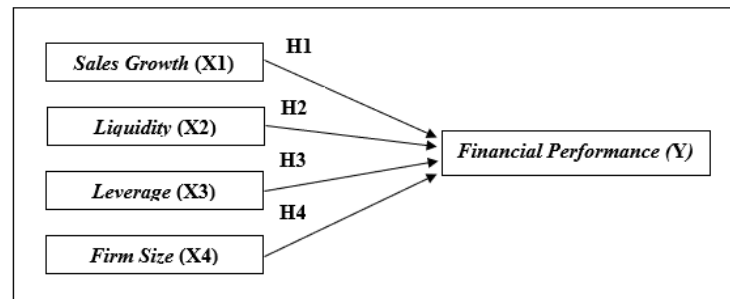 H1
Sales Growth (X1)
H2
Liquidity (X2)
Financial Performance (Y)
H3
Leverage (X3)
H4
Firm Size (X4)